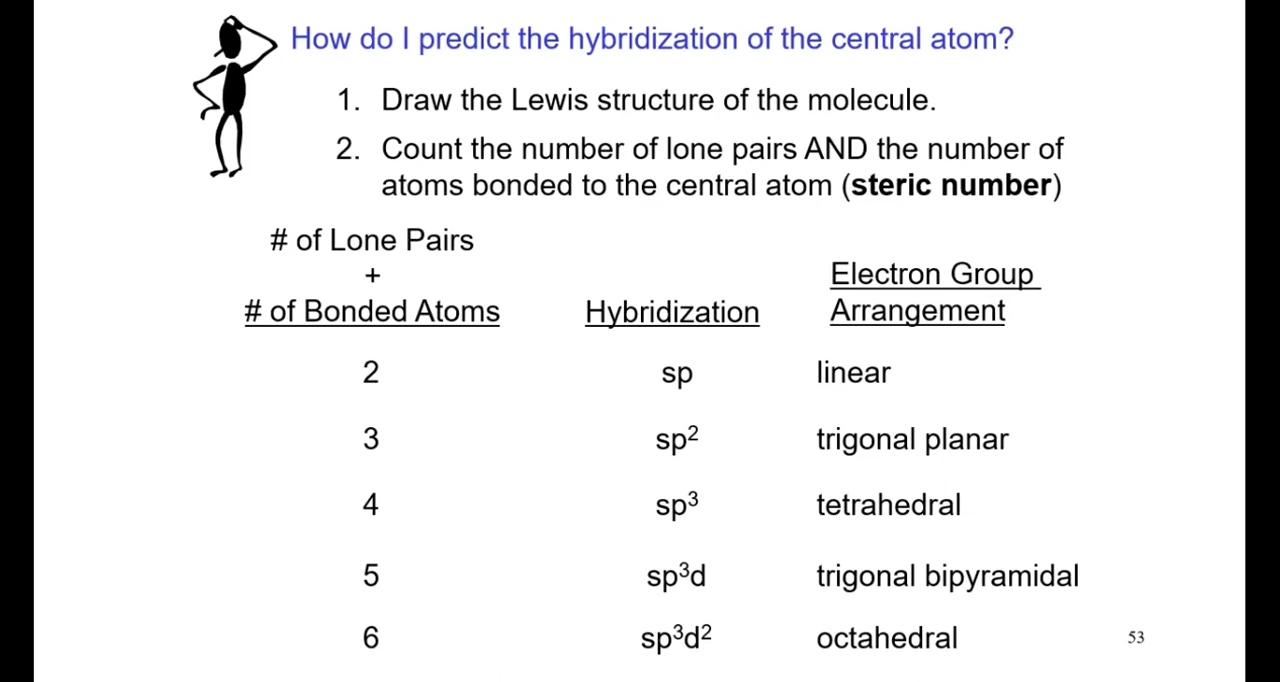 How do I predict the hybridization of the central atom?
1. Draw the Lewis structure of the molecule.
2. Count the number of lone pairs AND the number of
atoms bonded to the central atom (steric number)
# of Lone Pairs
+
# of Bonded Atoms
Hybridization
Electron Group
Arrangement
2 sp linear
3 sp² trigonal planar
4 sp³ tetrahedral
5 sp³d trigonal bipyramidal
6 sp³d² octahedral
53